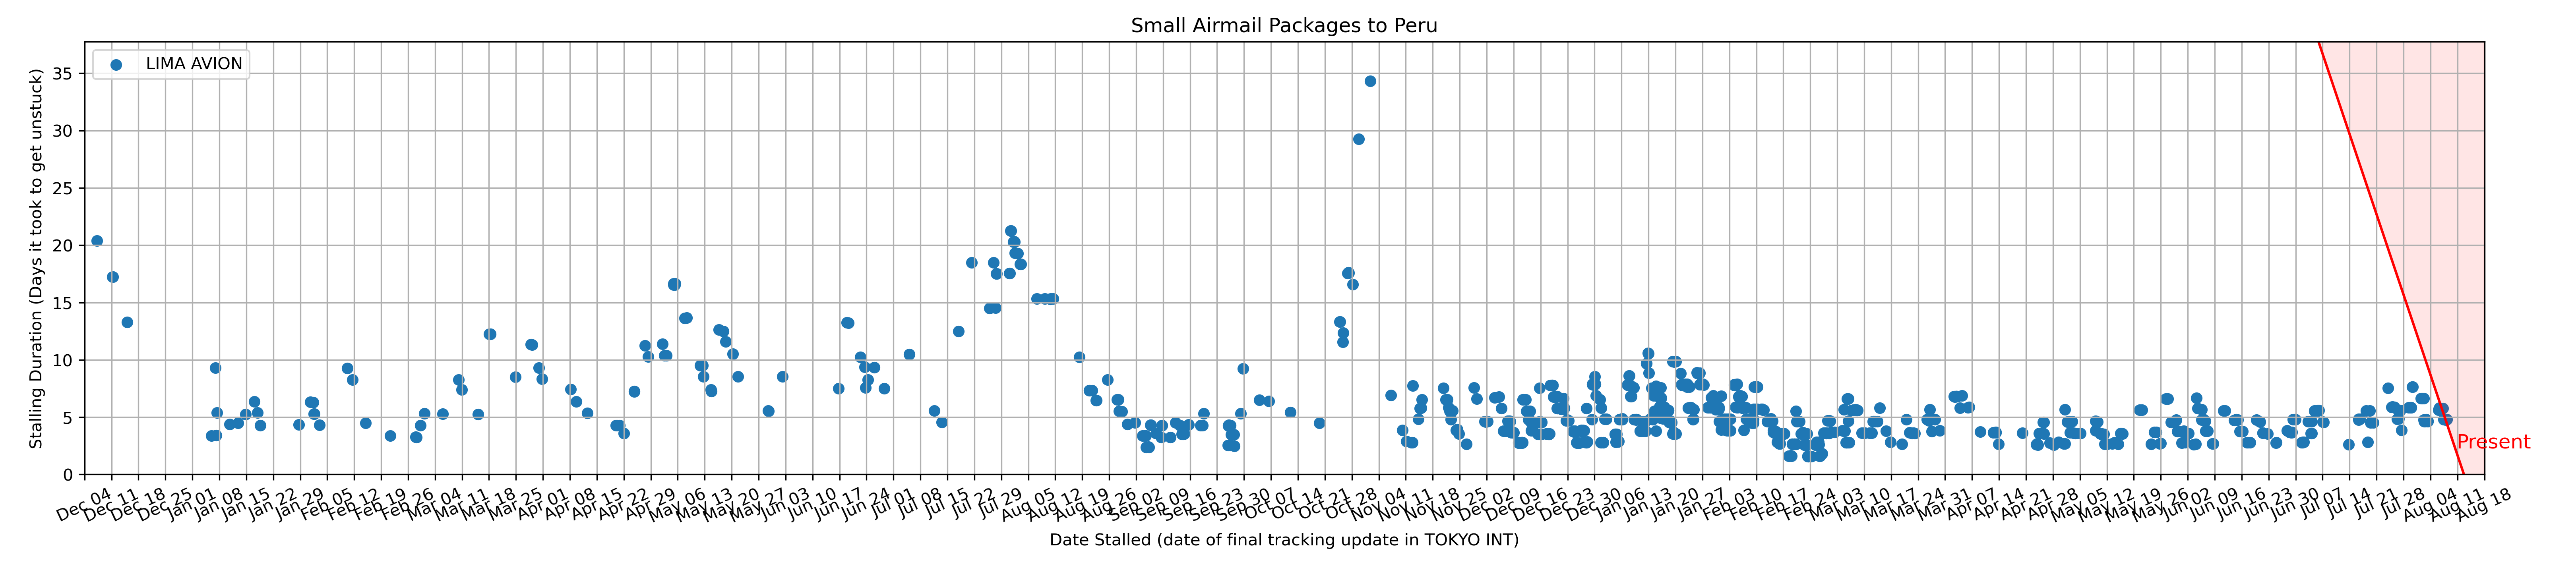 Small Airmail Packages to Peru
LIMA AVION
Stalling Duration (Days it took to get unstuck)
35
30
25
20
15
10
5
0
Present
Dec 04
Dec 11
Dec 18
Dec 25
Jan 01
Jan 08
Jan 15
Jan 22
Jan 29
Feb 05
Feb 12
Feb 19
Feb 26
Mar 04
Mar 11
Mar 18
Mar 25
Apr 01
Apr 08
Apr 15
Apr 22
Apr 29
May 06
May 13
May 20
May 27
Jun 03
Jun 10
Jun 17
Jun 24
Jul 01
Jul 08
Jul 15
Jul 22
Jul 29
Aug 05
Aug 12
Aug 19
Aug 26
Sep 02
Sep 09
Sep 16
Sep 23
Sep 30
Oct 07
Oct 14
Oct 21
Oct 28
Nov 04
Nov 11
Nov 18
Nov 25
Dec 02
Dec 09
Dec 16
Dec 23
Dec 30
Jan 06
Jan 13
Jan 20
Jan 27
Feb 03
Feb 10
Feb 17
Feb 24
Mar 03
Mar 10
Mar 17
Mar 24
Mar 31
Apr 07
Apr 14
Apr 21
Apr 28
May 05
May 12
May 19
May 26
Jun 02
Jun 09
Jun 16
Jun 23
Jun 30
Jul 07
Jul 14
Jul 21
Jul 28
Aug 04
Aug 11
Aug 18
Date Stalled (date of final tracking update in TOKYO INT)